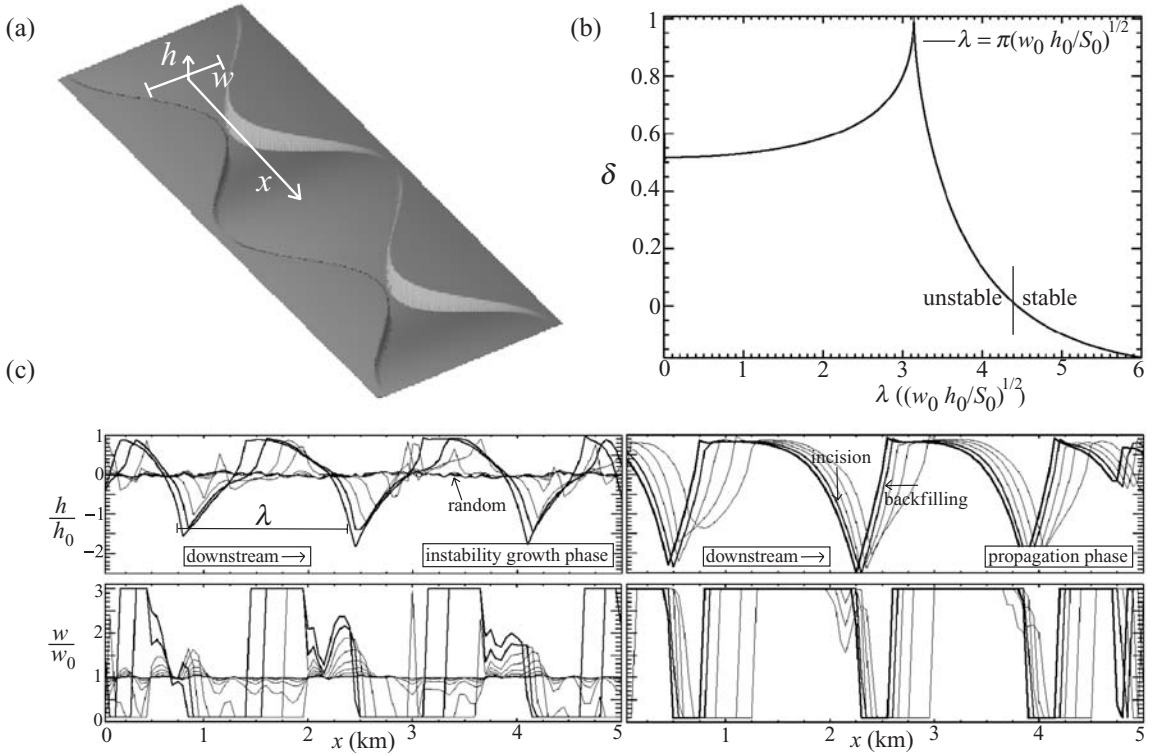 (a)
h
w
x
(b)
λ = π(w₀ h₀/S₀)^1/2
1
0.8
0.6
δ
0.4
0.2
0
unstable
stable
0 1 2 3 4 5 6
λ ((w₀ h₀/S₀)^1/2)
(c)
1
0
-1
-2
h/h₀
random
λ
downstream →
instability growth phase
incision
backfilling
downstream →
propagation phase
3
2
1
0
w/w₀
0 1 2 3 4 5
x (km)
0 1 2 3 4 5
x (km)